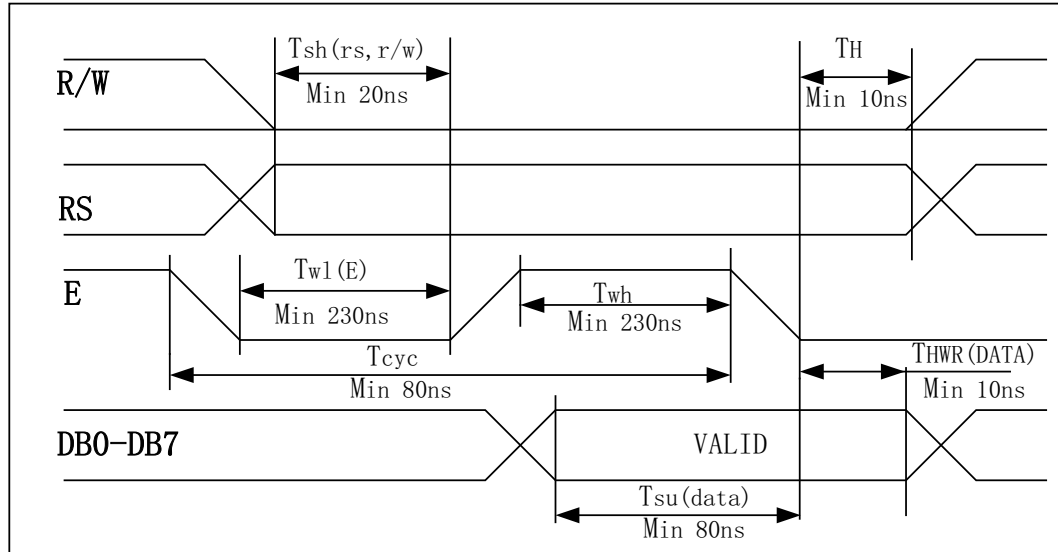 Tsh(rs,r/w)
Min 20ns
TH
Min 10ns
R/W
RS
E
Twl(E)
Min 230ns
Twh
Min 230ns
Tcyc
Min 80ns
THWR(DATA)
Min 10ns
DB0-DB7
VALID
Tsu(data)
Min 80ns